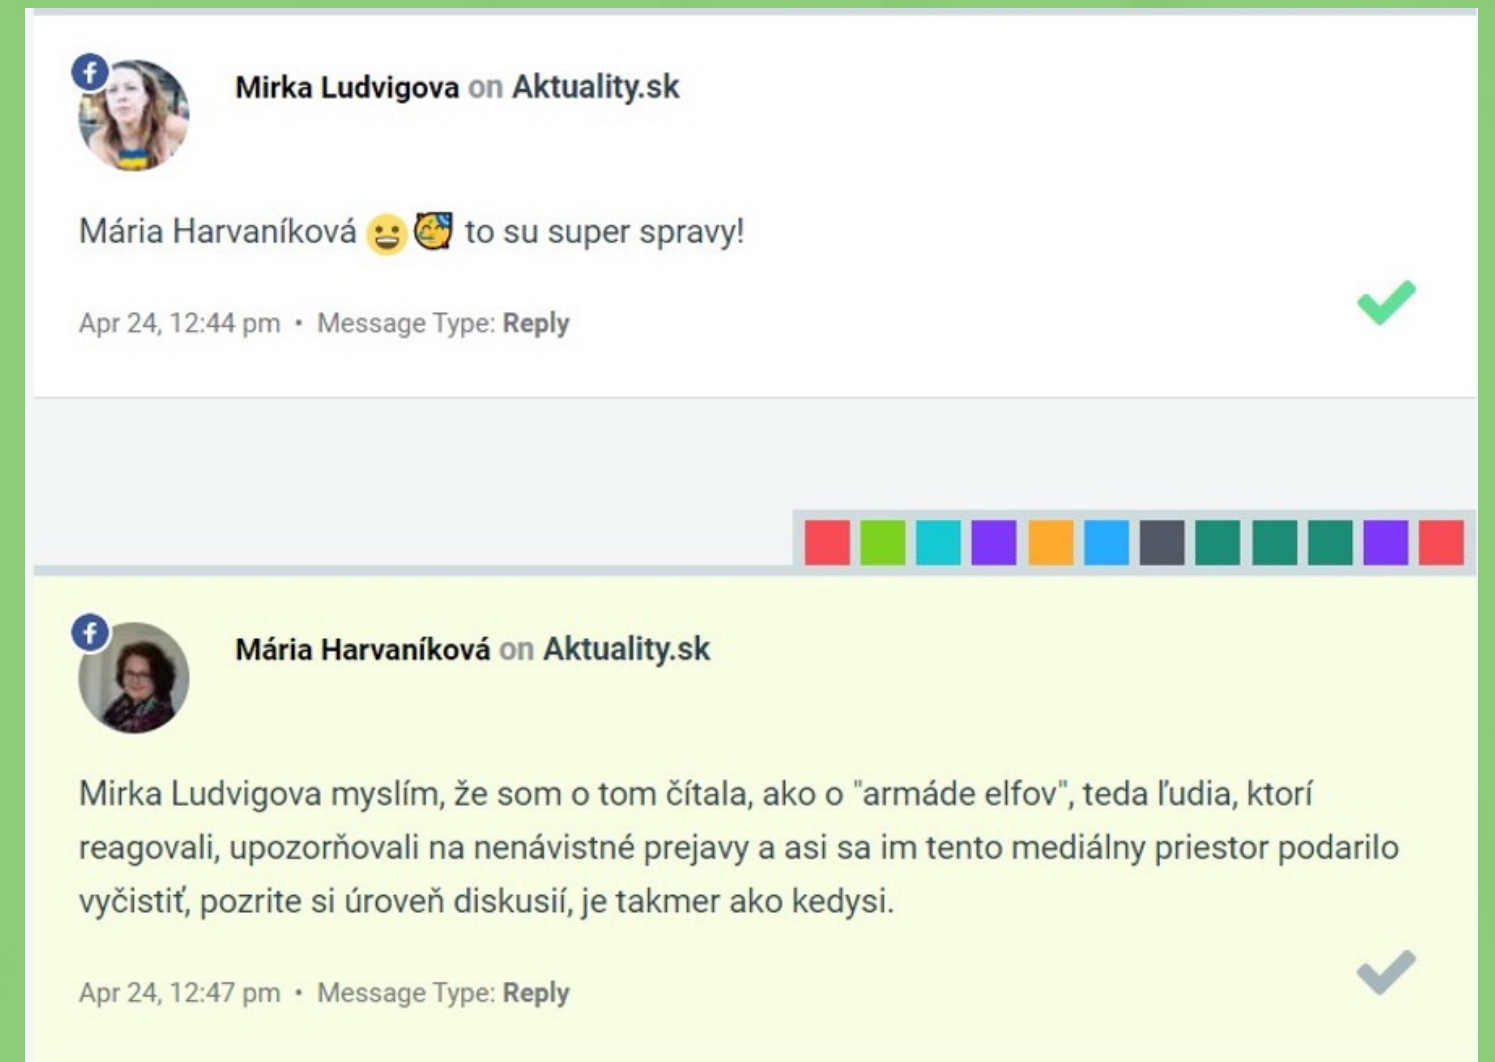 Mirka Ludvigova on Aktuality.sk
Mária Harvaníková 😀🥳 to su super spravy!
Apr 24, 12:44 pm • Message Type: Reply
Mária Harvaníková on Aktuality.sk
Mirka Ludvigova myslím, že som o tom čítala, ako o "armáde elfov", teda ľudia, ktorí
reagovali, upozorňovali na nenávistné prejavy a asi sa im tento mediálny priestor podarilo
vyčistiť, pozrite si úroveň diskusií, je takmer ako kedysi.
Apr 24, 12:47 pm • Message Type: Reply